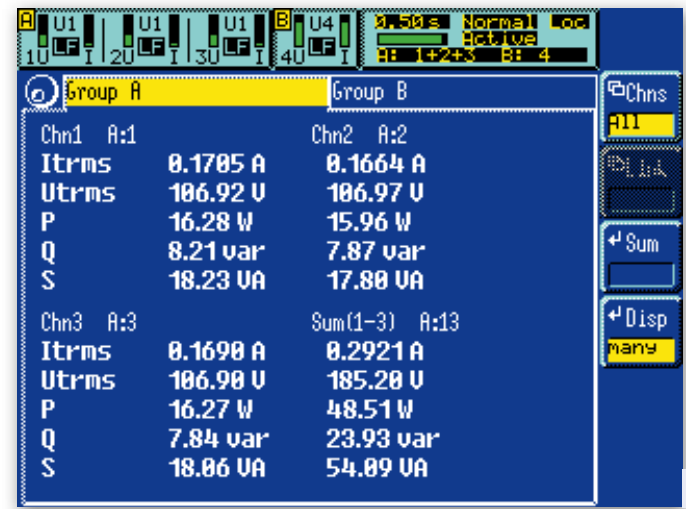 A U1 U1 U1 B U4 0.50s Normal Loc
LF LF LF LF Active
1U I 2U I 3U I 4U I A: 1+2+3 B: 4
Group A Group B
Chns
All
Chn1 A:1 Chn2 A:2
Itrms 0.1705 A 0.1664 A
Link
Utrms 106.92 V 106.97 V
P 16.28 W 15.96 W
Q 8.21 var 7.87 var
Sum
S 18.23 VA 17.80 VA
Chn3 A:3 Sum(1-3) A:13
Disp
many
Itrms 0.1690 A 0.2921 A
Utrms 106.90 V 185.20 V
P 16.27 W 48.51 W
Q 7.84 var 23.93 var
S 18.06 VA 54.09 VA